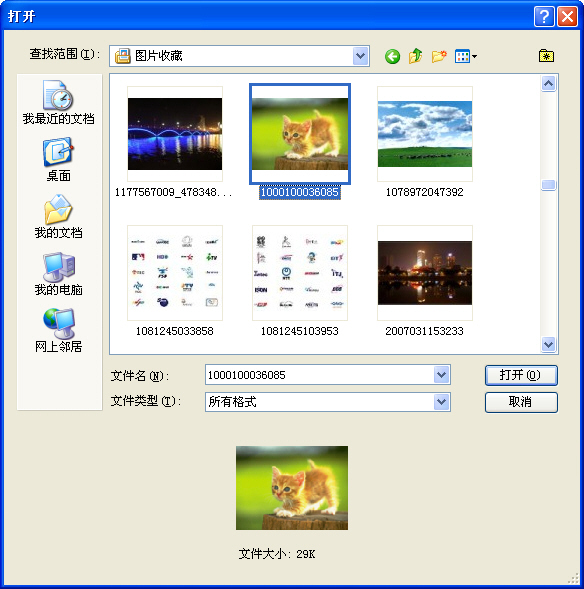 打开
查找范围(I):
图片收藏
我最近的文档
桌面
我的文档
我的电脑
网上邻居
1177567009_478348...
1000100036085
1078972047392
1081245033858
1081245103953
2007031153233
文件名(N):
1000100036085
打开(O)
文件类型(T):
所有格式
取消
文件大小: 29K